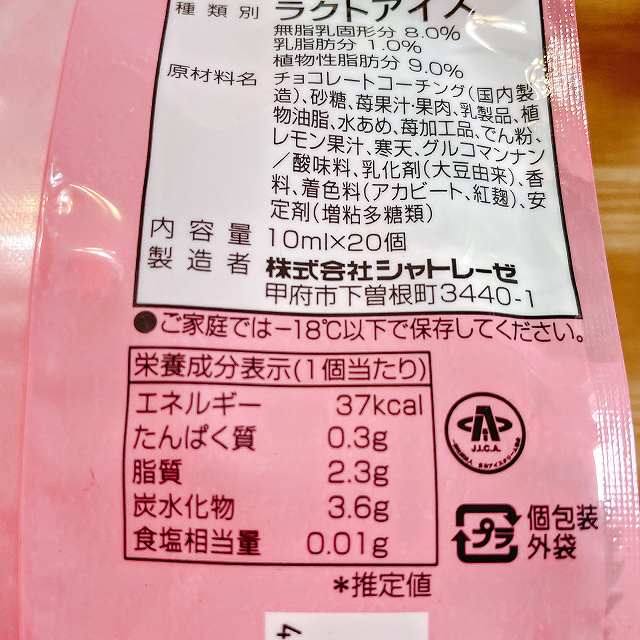 種類別 ラクトアイス
無脂乳固形分 8.0%
乳脂肪分 1.0%
植物性脂肪分 9.0%
原材料名 チョコレートコーチング(国内製
造)、砂糖、苺果汁・果肉、乳製品、植
物油脂、水あめ、苺加工品、でん粉、
レモン果汁、寒天、グルコマンナン
/酸味料、乳化剤(大豆由来)、香
料、着色料(アカビート、紅麹)、安
定剤(増粘多糖類)
内容量 10ml×20個
製造者 株式会社シャトレーゼ
甲府市下曽根町3440-1
●ご家庭では-18℃以下で保存してください。
栄養成分表示(1個当たり)
エネルギー 37kcal
たんぱく質 0.3g
脂質 2.3g
炭水化物 3.6g
食塩相当量 0.01g
*推定値
J.I.C.A.
プラ
個包装
外袋